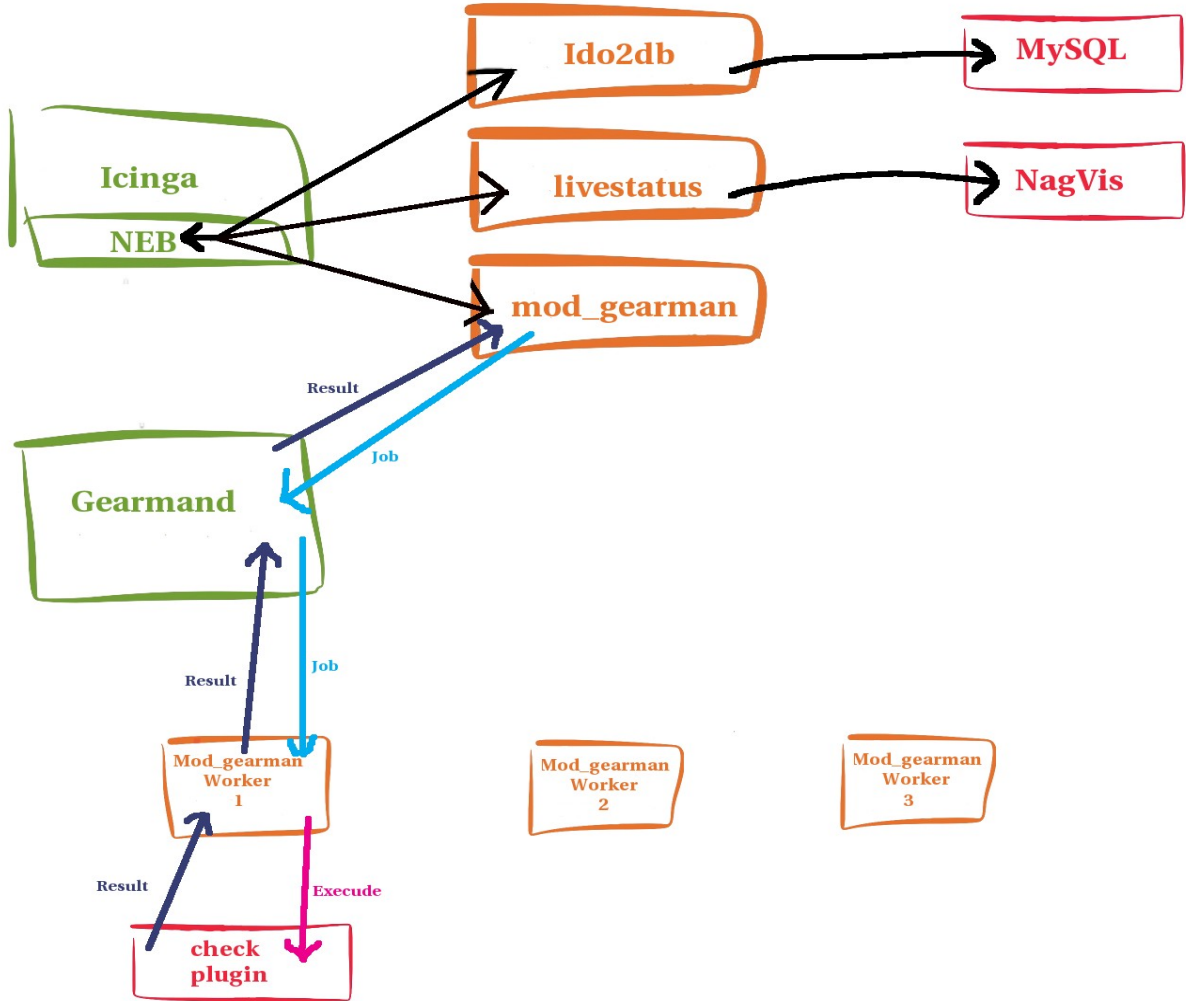 Ido2db
MySQL
Icinga
livestatus
NagVis
NEB
mod_gearman
Result
Job
Gearmand
Result
Job
Mod_gearman
Worker
1
Mod_gearman
Worker
2
Mod_gearman
Worker
3
Result
Execude
check
plugin